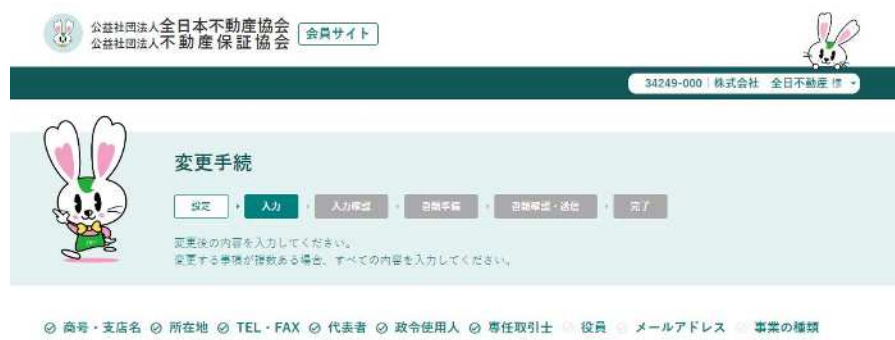 公益社団法人全日本不動産協会
公益社団法人不動産保証協会
会員サイト
34249-000 | 株式会社 全日不動産 様
変更手続
設定 入力 入力確認 書類準備 書類確認・送信 完了
変更後の内容を入力してください。
変更する事項が複数ある場合、すべての内容を入力してください。
商号・支店名 所在地 TEL・FAX 代表者 政令使用人 専任取引士 役員 メールアドレス 事業の種類